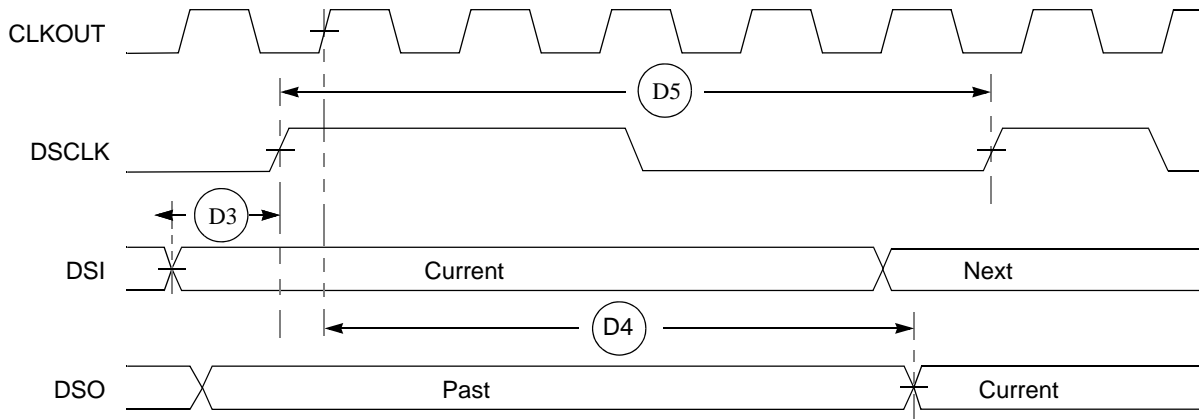 CLKOUT
D5
DSCLK
D3
DSI Current Next
D4
DSO Past Current